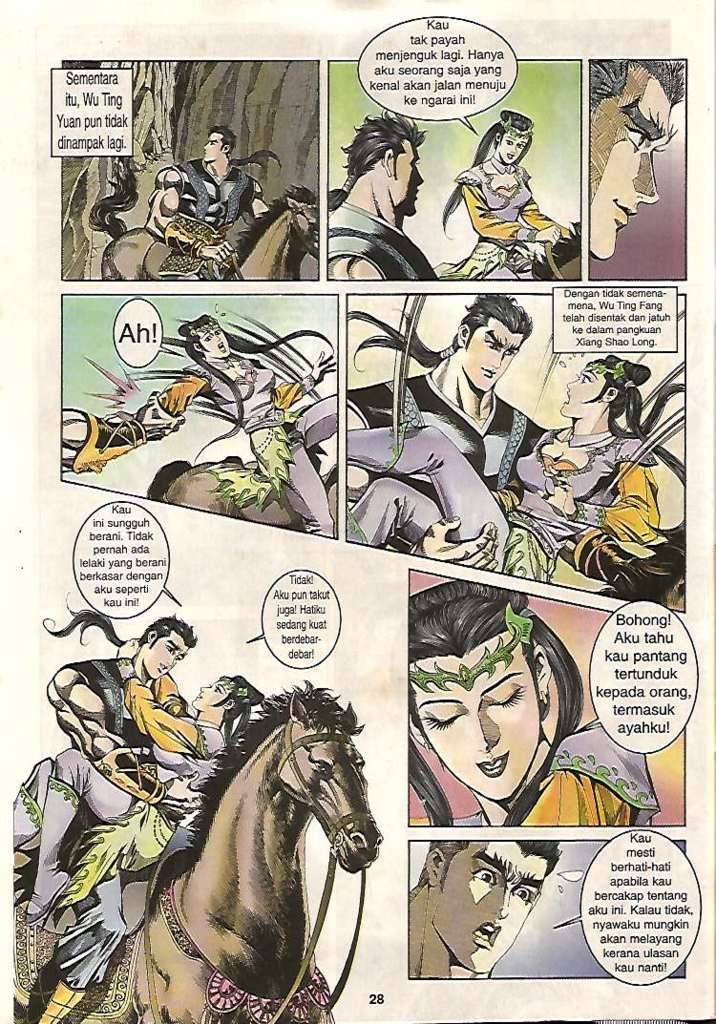 Sementara
itu, Wu Ting
Yuan pun tidak
dinampak lagi.
Kau
tak payah
menjenguk lagi. Hanya
aku seorang saja yang
kenal akan jalan menuju
ke ngarai ini!
Ah!
Dengan tidak semena-
mena, Wu Ting Fang
telah disentak dan jatuh
ke dalam pangkuan
Xiang Shao Long.
Kau
ini sungguh
berani. Tidak
pernah ada
lelaki yang berani
berkasar dengan
aku seperti
kau ini!
Tidak!
Aku pun takut
juga! Hatiku
sedang kuat
berdebar-
debar!
Bohong!
Aku tahu
kau pantang
tertunduk
kepada orang,
termasuk
ayahku!
Kau
mesti
berhati-hati
apabila kau
bercakap tentang
aku ini. Kalau tidak,
nyawaku mungkin
akan melayang
kerana ulasan
kau nanti!
28